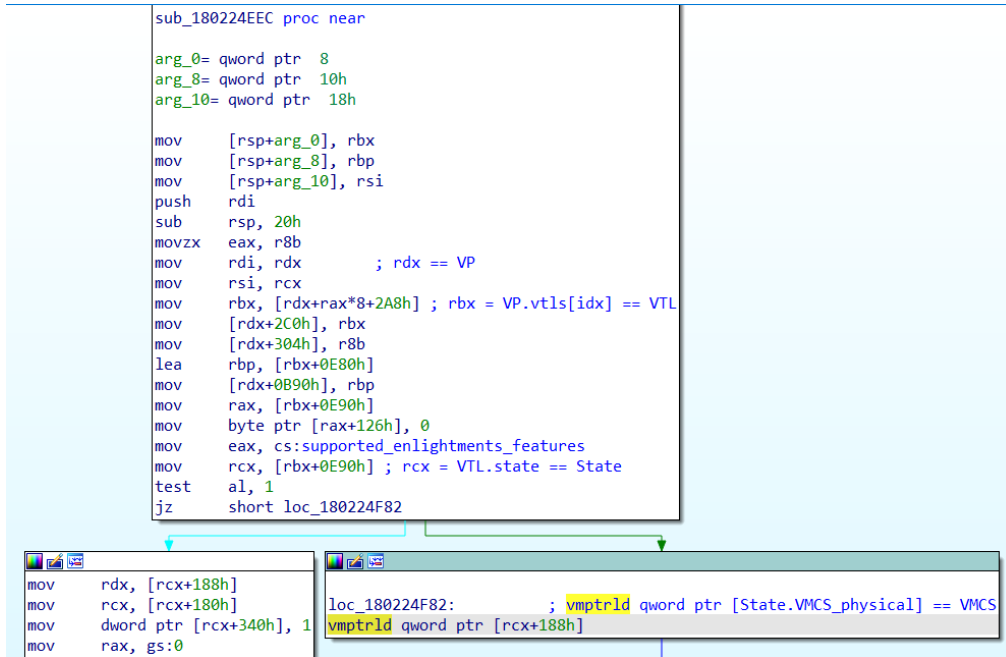 sub_180224EEC proc near
arg_0= qword ptr  8
arg_8= qword ptr  10h
arg_10= qword ptr  18h
mov     [rsp+arg_0], rbx
mov     [rsp+arg_8], rbp
mov     [rsp+arg_10], rsi
push    rdi
sub     rsp, 20h
movzx   eax, r8b
mov     rdi, rdx        ; rdx == VP
mov     rsi, rcx
mov     rbx, [rdx+rax*8+2A8h] ; rbx = VP.vtls[idx] == VTL
mov     [rdx+2C0h], rbx
mov     [rdx+304h], r8b
lea     rbp, [rbx+0E80h]
mov     [rdx+0B90h], rbp
mov     rax, [rbx+0E90h]
mov     byte ptr [rax+126h], 0
mov     eax, cs:supported_enlightments_features
mov     rcx, [rbx+0E90h] ; rcx = VTL.state == State
test    al, 1
jz      short loc_180224F82
mov     rdx, [rcx+188h]
mov     rcx, [rcx+180h]
mov     dword ptr [rcx+340h], 1
mov     rax, gs:0
loc_180224F82:          ; vmptrld qword ptr [State.VMCS_physical] == VMCS
vmptrld qword ptr [rcx+188h]